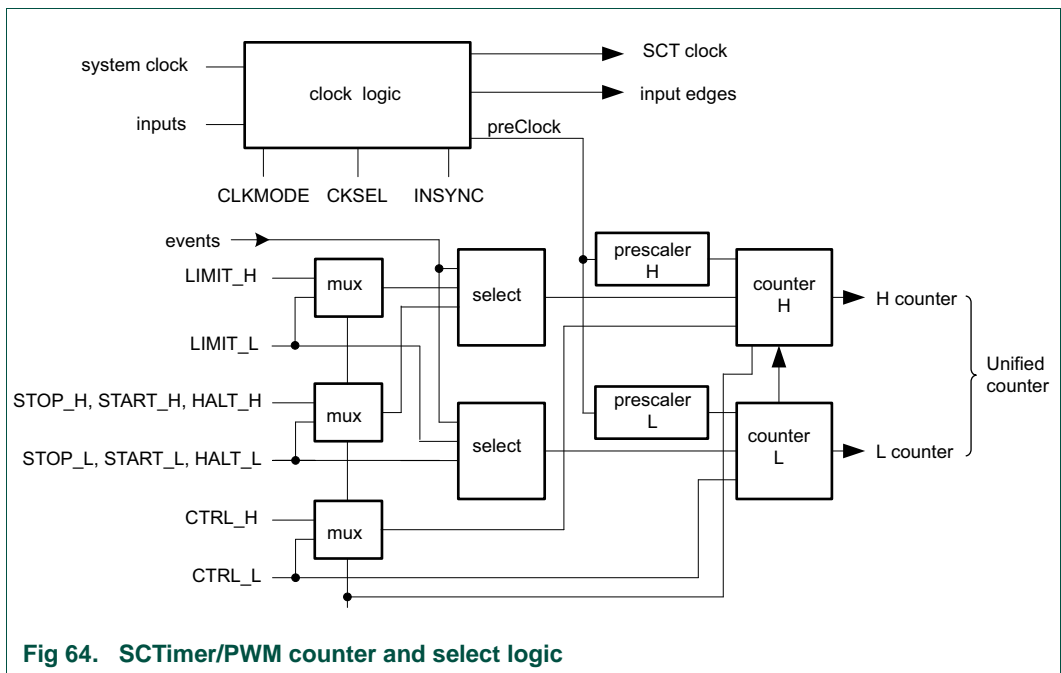 system clock
inputs
clock logic
SCT clock
input edges
preClock
CLKMODE CKSEL INSYNC
events
LIMIT_H
LIMIT_L
STOP_H, START_H, HALT_H
STOP_L, START_L, HALT_L
CTRL_H
CTRL_L
mux
mux
mux
select
select
prescaler
H
prescaler
L
counter
H
counter
L
H counter
L counter
Unified
counter
Fig 64. SCTimer/PWM counter and select logic